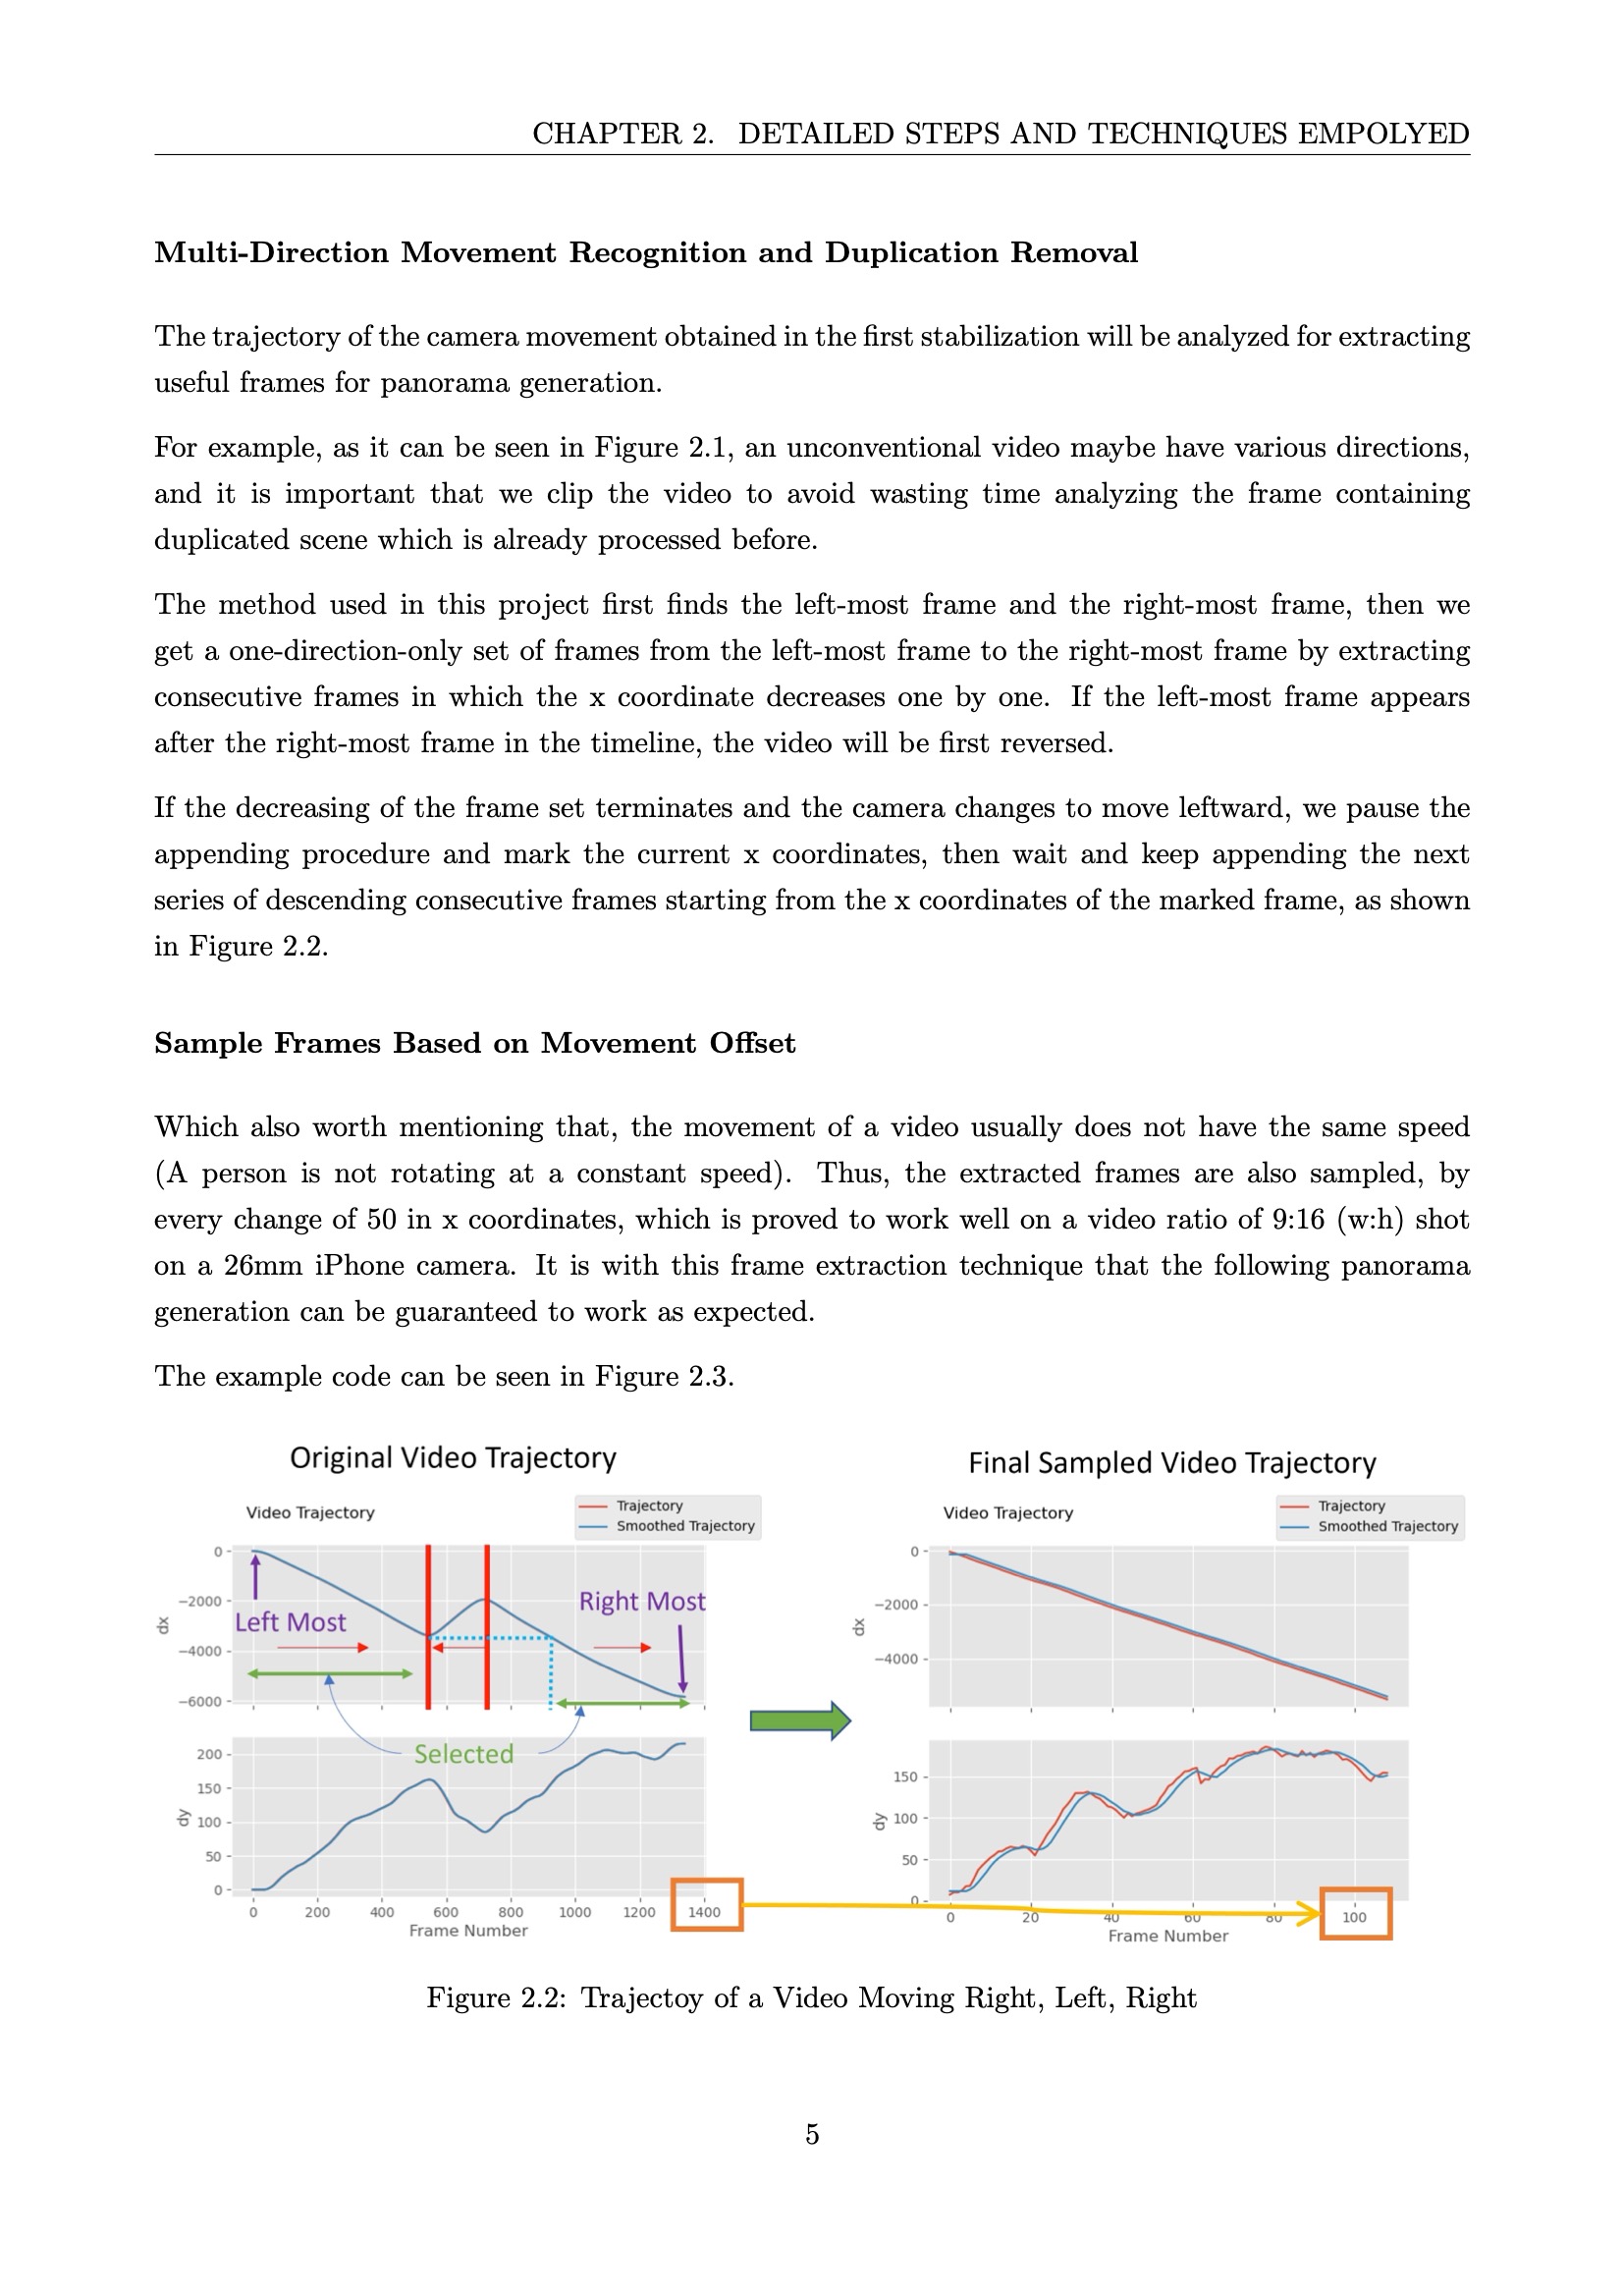 CHAPTER 2. DETAILED STEPS AND TECHNIQUES EMPOLYED
Multi-Direction Movement Recognition and Duplication Removal
The trajectory of the camera movement obtained in the first stabilization will be analyzed for extracting
useful frames for panorama generation.
For example, as it can be seen in Figure 2.1, an unconventional video maybe have various directions,
and it is important that we clip the video to avoid wasting time analyzing the frame containing
duplicated scene which is already processed before.
The method used in this project first finds the left-most frame and the right-most frame, then we
get a one-direction-only set of frames from the left-most frame to the right-most frame by extracting
consecutive frames in which the x coordinate decreases one by one. If the left-most frame appears
after the right-most frame in the timeline, the video will be first reversed.
If the decreasing of the frame set terminates and the camera changes to move leftward, we pause the
appending procedure and mark the current x coordinates, then wait and keep appending the next
series of descending consecutive frames starting from the x coordinates of the marked frame, as shown
in Figure 2.2.
Sample Frames Based on Movement Offset
Which also worth mentioning that, the movement of a video usually does not have the same speed
(A person is not rotating at a constant speed). Thus, the extracted frames are also sampled, by
every change of 50 in x coordinates, which is proved to work well on a video ratio of 9:16 (w:h) shot
on a 26mm iPhone camera. It is with this frame extraction technique that the following panorama
generation can be guaranteed to work as expected.
The example code can be seen in Figure 2.3.
Original Video Trajectory
Video Trajectory
Trajectory
Smoothed Trajectory
0
−2000
−4000
−6000
dx
Left Most
Right Most
Selected
200
150
100
50
0
dy
0 200 400 600 800 1000 1200 1400
Frame Number
Final Sampled Video Trajectory
Video Trajectory
Trajectory
Smoothed Trajectory
0
−2000
−4000
dx
150
100
50
0
dy
0 20 40 60 80 100
Frame Number
Figure 2.2: Trajectoy of a Video Moving Right, Left, Right
5